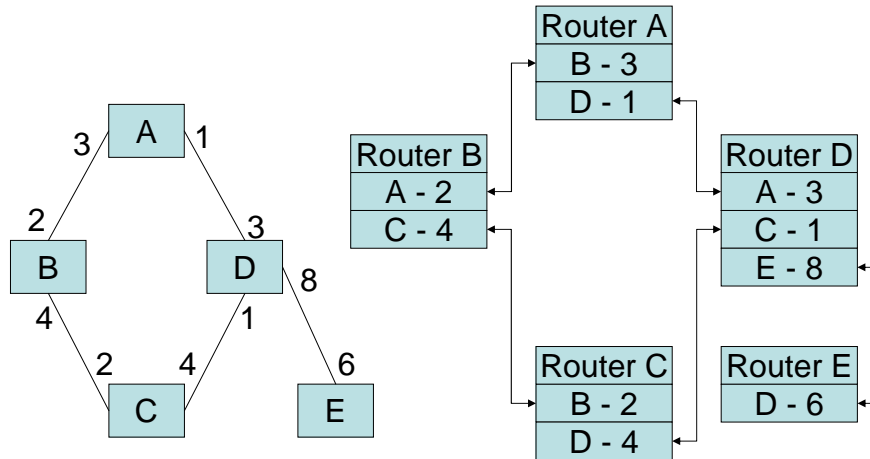 A
3
1
2
B
3
D
4
1
8
2
4
6
C
E
Router A
B - 3
D - 1
Router B
A - 2
C - 4
Router D
A - 3
C - 1
E - 8
Router C
B - 2
D - 4
Router E
D - 6